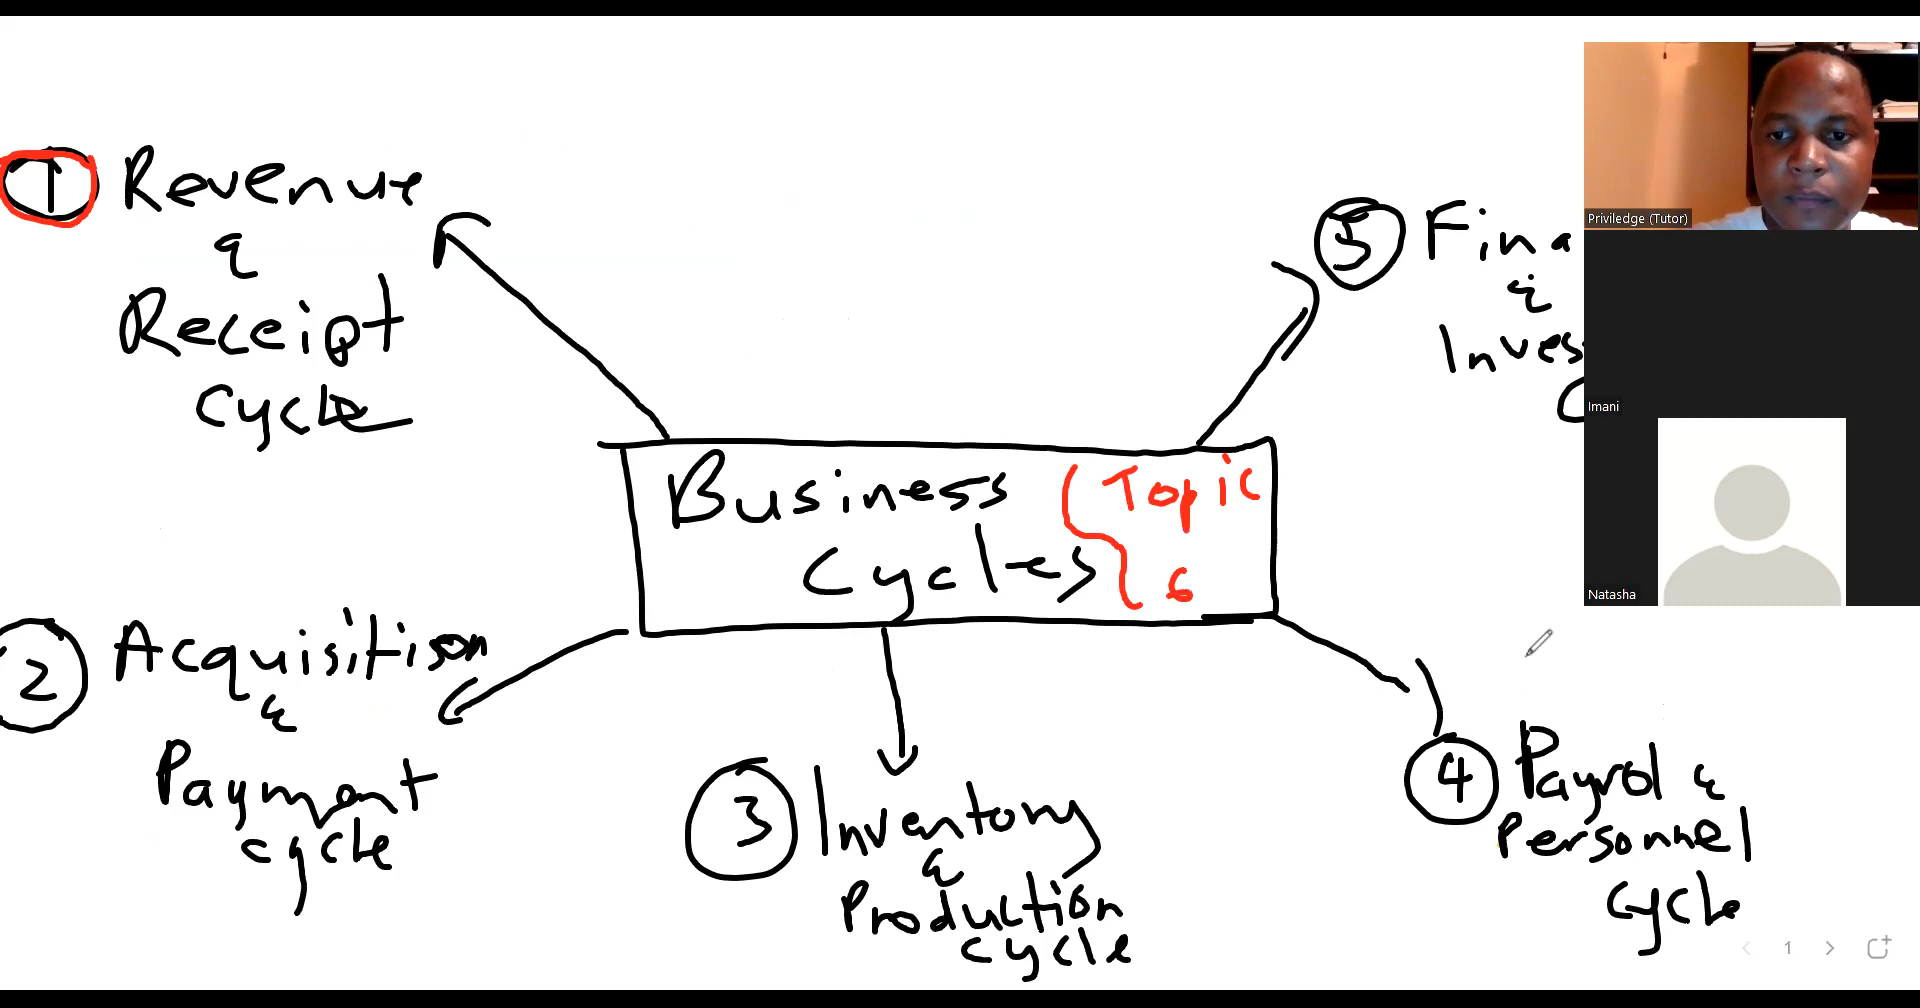 1 Revenue
&
Receipt
Cycle
5 Fina
&
Inves
Business (Topic
Cycles 6
2 Acquisition
&
Payment
cycle
3 Inventory
&
Production
cycle
4 Payrol &
Personnel
cycle
Priviledge (Tutor)
Imani
Natasha
1